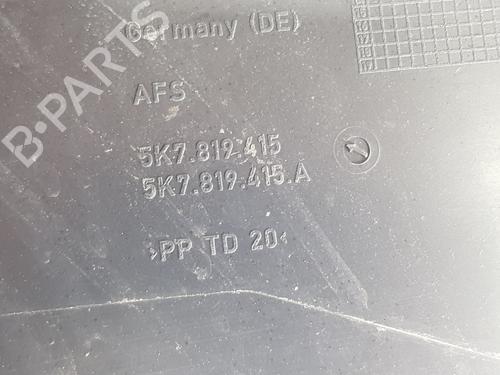 Germany (DE)
B-PARTS
AFS
5K7.819.415
5K7.819.415.A
>PP TD 20<